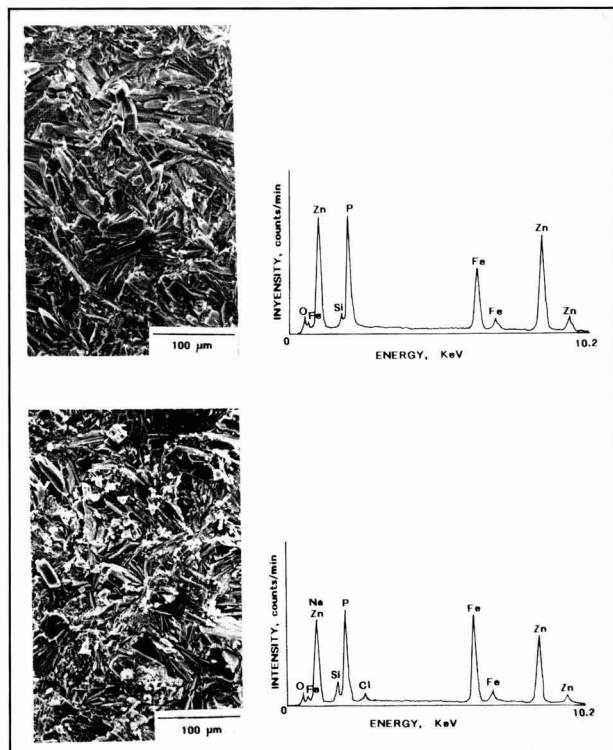 Zn P
Zn
Fe
O Fe Si Fe Zn
INYENSITY, counts/min
0 10.2
ENERGY, KeV
100 µm
Na P
Zn
Fe
Zn
O Fe Si Cl Fe Zn
INTENSITY, counts/min
0 10.2
ENERGY, KeV
100 µm